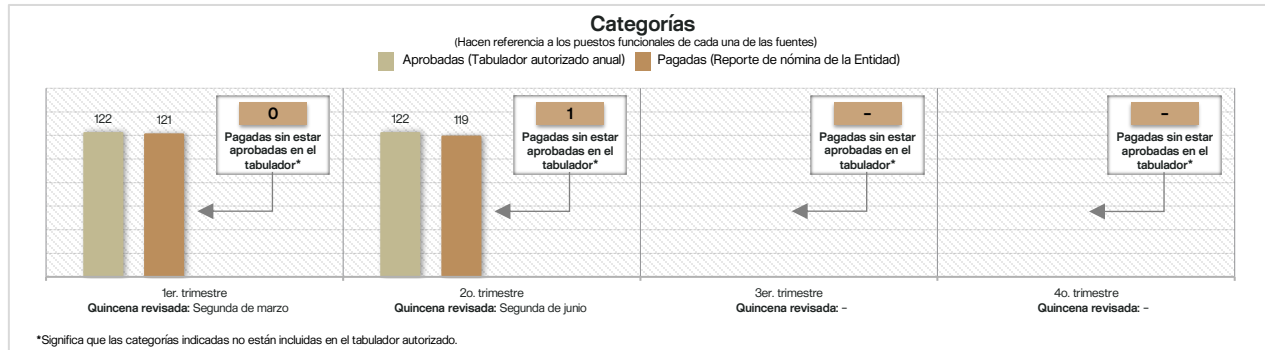 Categorías
(Hacen referencia a los puestos funcionales de cada una de las fuentes)
Aprobadas (Tabulador autorizado anual) Pagadas (Reporte de nómina de la Entidad)
122
121
0
Pagadas sin estar
aprobadas en el
tabulador*
122
119
1
Pagadas sin estar
aprobadas en el
tabulador*
–
Pagadas sin estar
aprobadas en el
tabulador*
–
Pagadas sin estar
aprobadas en el
tabulador*
1er. trimestre
Quincena revisada: Segunda de marzo
2o. trimestre
Quincena revisada: Segunda de junio
3er. trimestre
Quincena revisada: –
4o. trimestre
Quincena revisada: –
*Significa que las categorías indicadas no están incluidas en el tabulador autorizado.